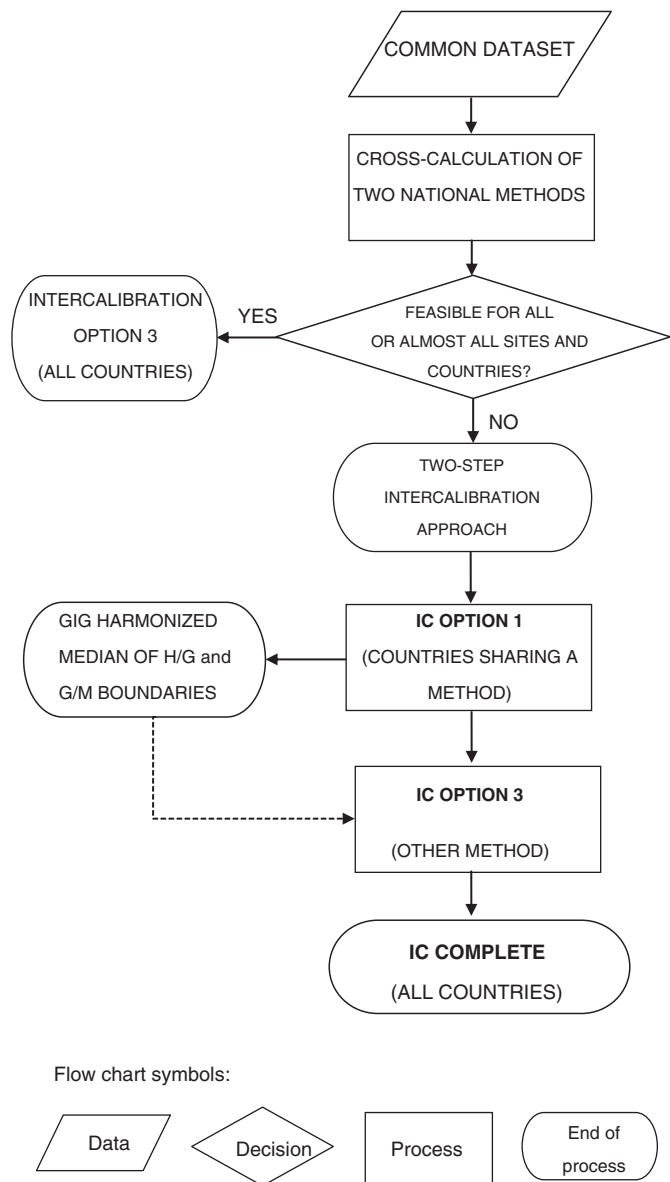 COMMON DATASET
CROSS-CALCULATION OF
TWO NATIONAL METHODS
FEASIBLE FOR ALL
OR ALMOST ALL SITES AND
COUNTRIES?
YES
INTERCALIBRATION
OPTION 3
(ALL COUNTRIES)
NO
TWO-STEP
INTERCALIBRATION
APPROACH
IC OPTION 1
(COUNTRIES SHARING A
METHOD)
GIG HARMONIZED
MEDIAN OF H/G and
G/M BOUNDARIES
IC OPTION 3
(OTHER METHOD)
IC COMPLETE
(ALL COUNTRIES)
Flow chart symbols:
Data
Decision
Process
End of
process